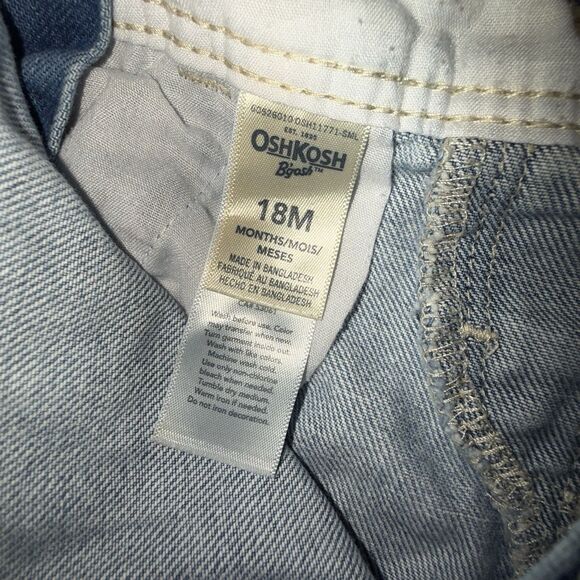 EST. 1895
OSHKOSH
B'gosh™
18M
MONTHS/MOIS/
MESES
MADE IN BANGLADESH
FABRIQUÉ AU BANGLADESH
HECHO EN BANGLADESH
Wash before use. Color
may transfer when new.
Turn garment inside out.
Wash with like colors.
Machine wash cold.
Use only non-chlorine
bleach when needed.
Tumble dry medium.
Warm iron if needed.
Do not iron decoration.